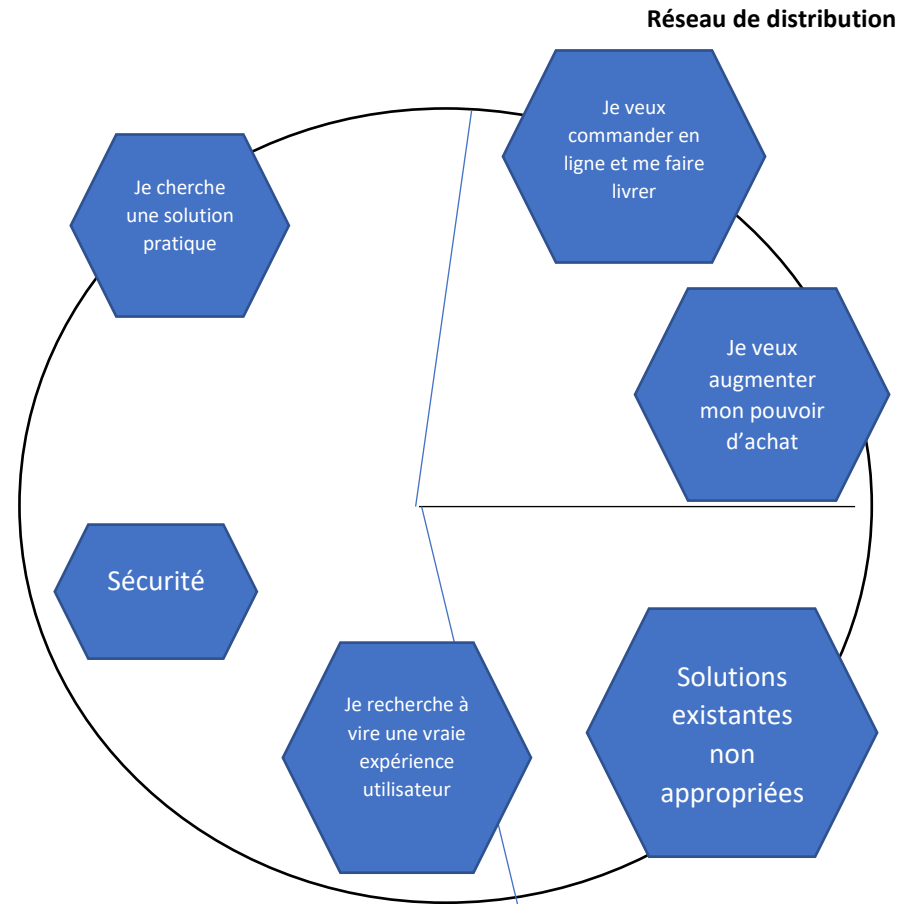 Réseau de distribution
Je veux
commander en
ligne et me faire
livrer
Je cherche
une solution
pratique
Je veux
augmenter
mon pouvoir
d’achat
Sécurité
Je recherche à
vire une vraie
expérience
utilisateur
Solutions
existantes
non
appropriées